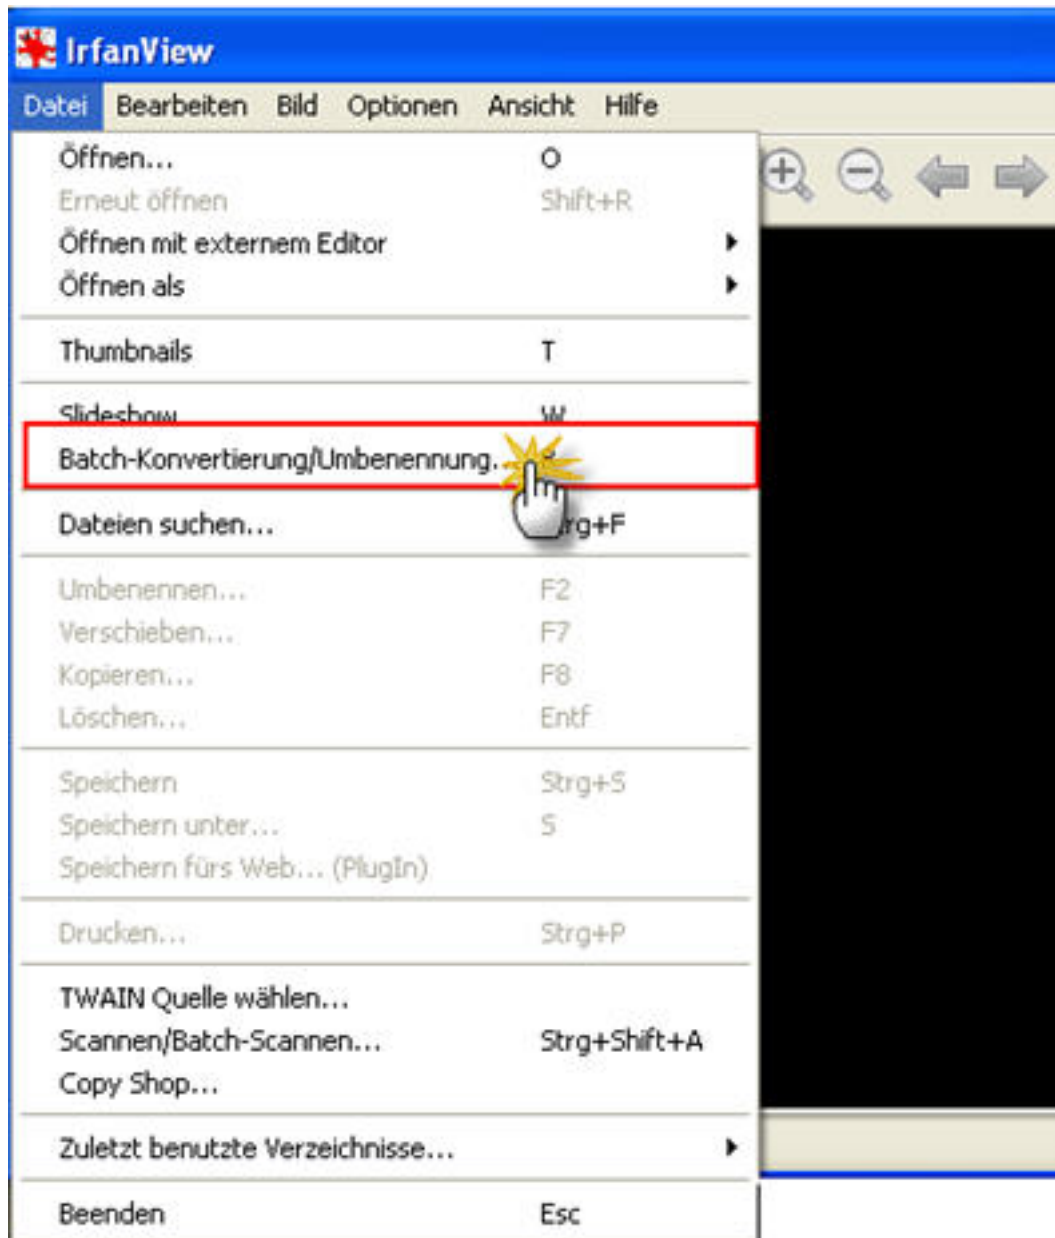 IrfanView
Datei Bearbeiten Bild Optionen Ansicht Hilfe
Öffnen... O
Erneut öffnen Shift+R
Öffnen mit externem Editor
Öffnen als
Thumbnails T
Slideshow W
Batch-Konvertierung/Umbenennung.
Dateien suchen... rg+F
Umbenennen... F2
Verschieben... F7
Kopieren... F8
Löschen... Entf
Speichern Strg+S
Speichern unter... S
Speichern fürs Web... (PlugIn)
Drucken... Strg+P
TWAIN Quelle wählen...
Scannen/Batch-Scannen... Strg+Shift+A
Copy Shop...
Zuletzt benutzte Verzeichnisse...
Beenden Esc